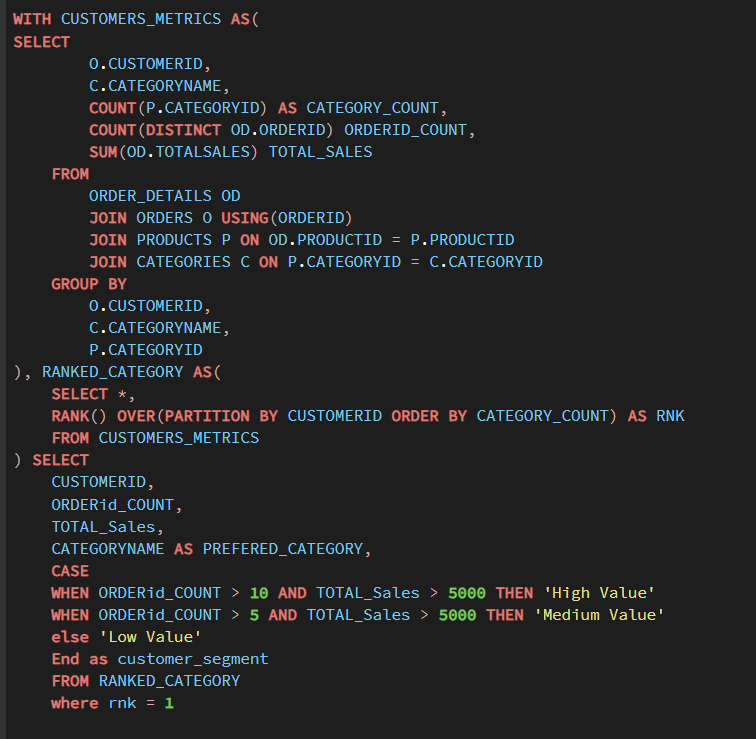 WITH CUSTOMERS_METRICS AS(
SELECT
O.CUSTOMERID,
C.CATEGORYNAME,
COUNT(P.CATEGORYID) AS CATEGORY_COUNT,
COUNT(DISTINCT OD.ORDERID) ORDERID_COUNT,
SUM(OD.TOTALSALES) TOTAL_SALES
FROM
ORDER_DETAILS OD
JOIN ORDERS O USING(ORDERID)
JOIN PRODUCTS P ON OD.PRODUCTID = P.PRODUCTID
JOIN CATEGORIES C ON P.CATEGORYID = C.CATEGORYID
GROUP BY
O.CUSTOMERID,
C.CATEGORYNAME,
P.CATEGORYID
), RANKED_CATEGORY AS(
SELECT *,
RANK() OVER(PARTITION BY CUSTOMERID ORDER BY CATEGORY_COUNT) AS RNK
FROM CUSTOMERS_METRICS
) SELECT
CUSTOMERID,
ORDERid_COUNT,
TOTAL_Sales,
CATEGORYNAME AS PREFERED_CATEGORY,
CASE
WHEN ORDERid_COUNT > 10 AND TOTAL_Sales > 5000 THEN 'High Value'
WHEN ORDERid_COUNT > 5 AND TOTAL_Sales > 5000 THEN 'Medium Value'
else 'Low Value'
End as customer_segment
FROM RANKED_CATEGORY
where rnk = 1